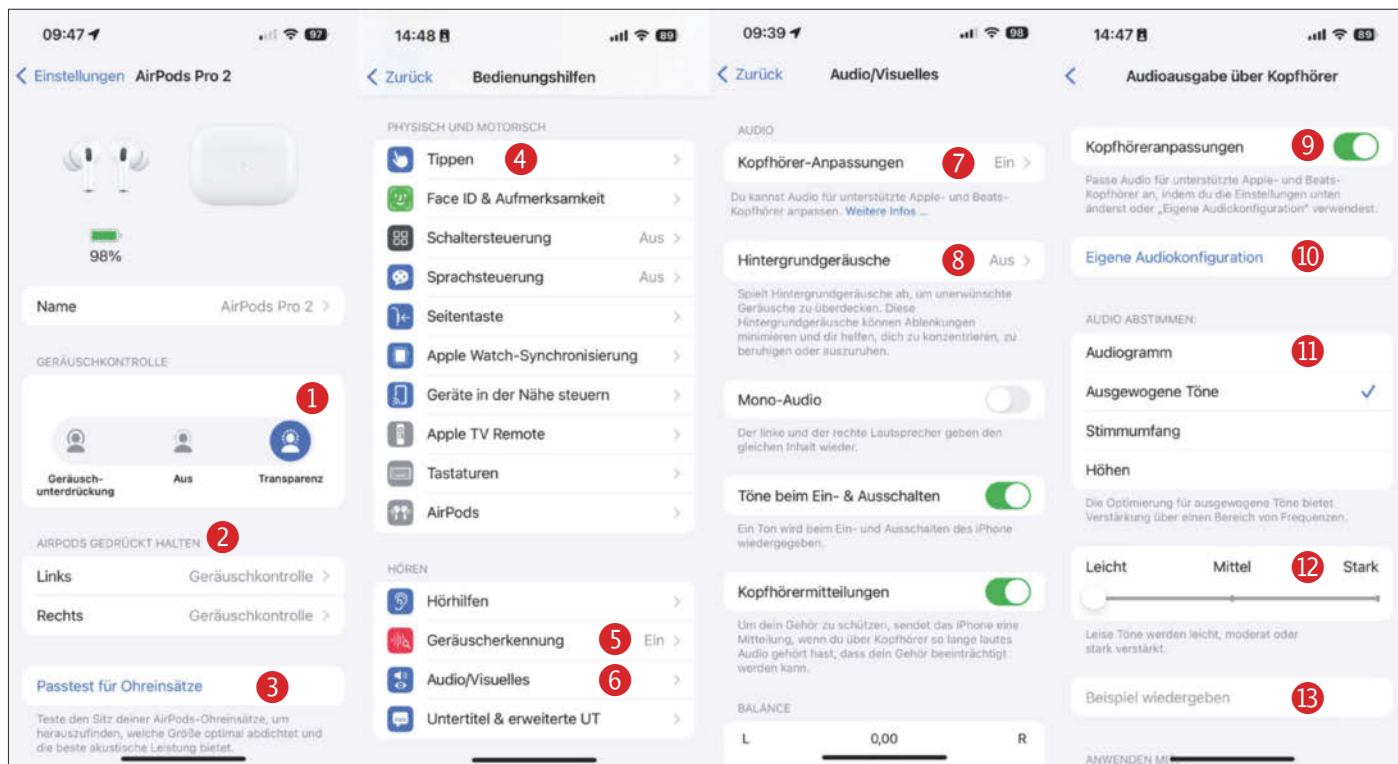 09:47
97
Einstellungen AirPods Pro 2
98%
Name AirPods Pro 2
GERÄUSCHKONTROLLE
1
Geräusch-
unterdrückung
Aus
Transparenz
AIRPODS GEDRÜCKT HALTEN 2
Links Geräuschkontrolle
Rechts Geräuschkontrolle
Passtest für Ohreinsätze 3
Teste den Sitz deiner AirPods-Ohreinsätze, um
herauszufinden, welche Größe optimal abdichtet und
die beste akustische Leistung bietet.
14:48
89
Zurück Bedienungshilfen
PHYSISCH UND MOTORISCH
Tippen 4
Face ID & Aufmerksamkeit
Schaltersteuerung Aus
Sprachsteuerung Aus
Seitentaste
Apple Watch-Synchronisierung
Geräte in der Nähe steuern
Apple TV Remote
Tastaturen
AirPods
HÖREN
Hörhilfen
Geräuscherkennung 5 Ein
Audio/Visuelles 6
Untertitel & erweiterte UT
09:39
98
Zurück Audio/Visuelles
AUDIO
Kopfhörer-Anpassungen 7 Ein
Du kannst Audio für unterstützte Apple- und Beats-
Kopfhörer anpassen. Weitere Infos ...
Hintergrundgeräusche 8 Aus
Spielt Hintergrundgeräusche ab, um unerwünschte
Geräusche zu überdecken. Diese
Hintergrundgeräusche können Ablenkungen
minimieren und dir helfen, dich zu konzentrieren, zu
beruhigen oder auszuruhen.
Mono-Audio
Der linke und der rechte Lautsprecher geben den
gleichen Inhalt wieder.
Töne beim Ein- & Ausschalten
Ein Ton wird beim Ein- und Ausschalten des iPhone
wiedergegeben.
Kopfhörermitteilungen
Um dein Gehör zu schützen, sendet das iPhone eine
Mitteilung, wenn du über Kopfhörer so lange lautes
Audio gehört hast, dass dein Gehör beeinträchtigt
werden kann.
BALANCE
L 0,00 R
14:47
89
Audioausgabe über Kopfhörer
Kopfhöreranpassungen 9
Passe Audio für unterstützte Apple- und Beats-
Kopfhörer an, indem du die Einstellungen unten
änderst oder „Eigene Audiokonfiguration“ verwendest.
Eigene Audiokonfiguration 10
AUDIO ABSTIMMEN:
Audiogramm 11
Ausgewogene Töne
Stimmumfang
Höhen
Die Optimierung für ausgewogene Töne bietet
Verstärkung über einen Bereich von Frequenzen.
Leicht Mittel 12 Stark
Leise Töne werden leicht, moderat oder
stark verstärkt.
Beispiel wiedergeben 13
ANWENDEN